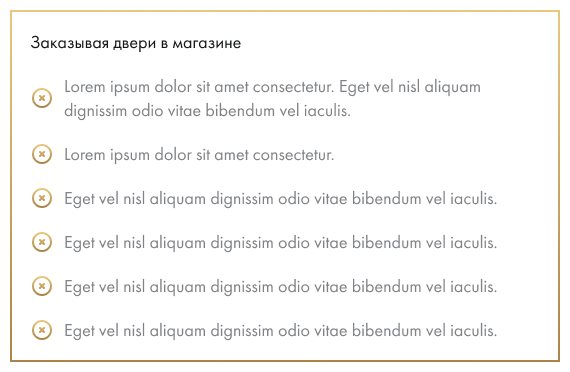 Заказывая двери в магазине
Lorem ipsum dolor sit amet consectetur. Eget vel nisl aliquam
dignissim odio vitae bibendum vel iaculis.
Lorem ipsum dolor sit amet consectetur.
Eget vel nisl aliquam dignissim odio vitae bibendum vel iaculis.
Eget vel nisl aliquam dignissim odio vitae bibendum vel iaculis.
Eget vel nisl aliquam dignissim odio vitae bibendum vel iaculis.
Eget vel nisl aliquam dignissim odio vitae bibendum vel iaculis.